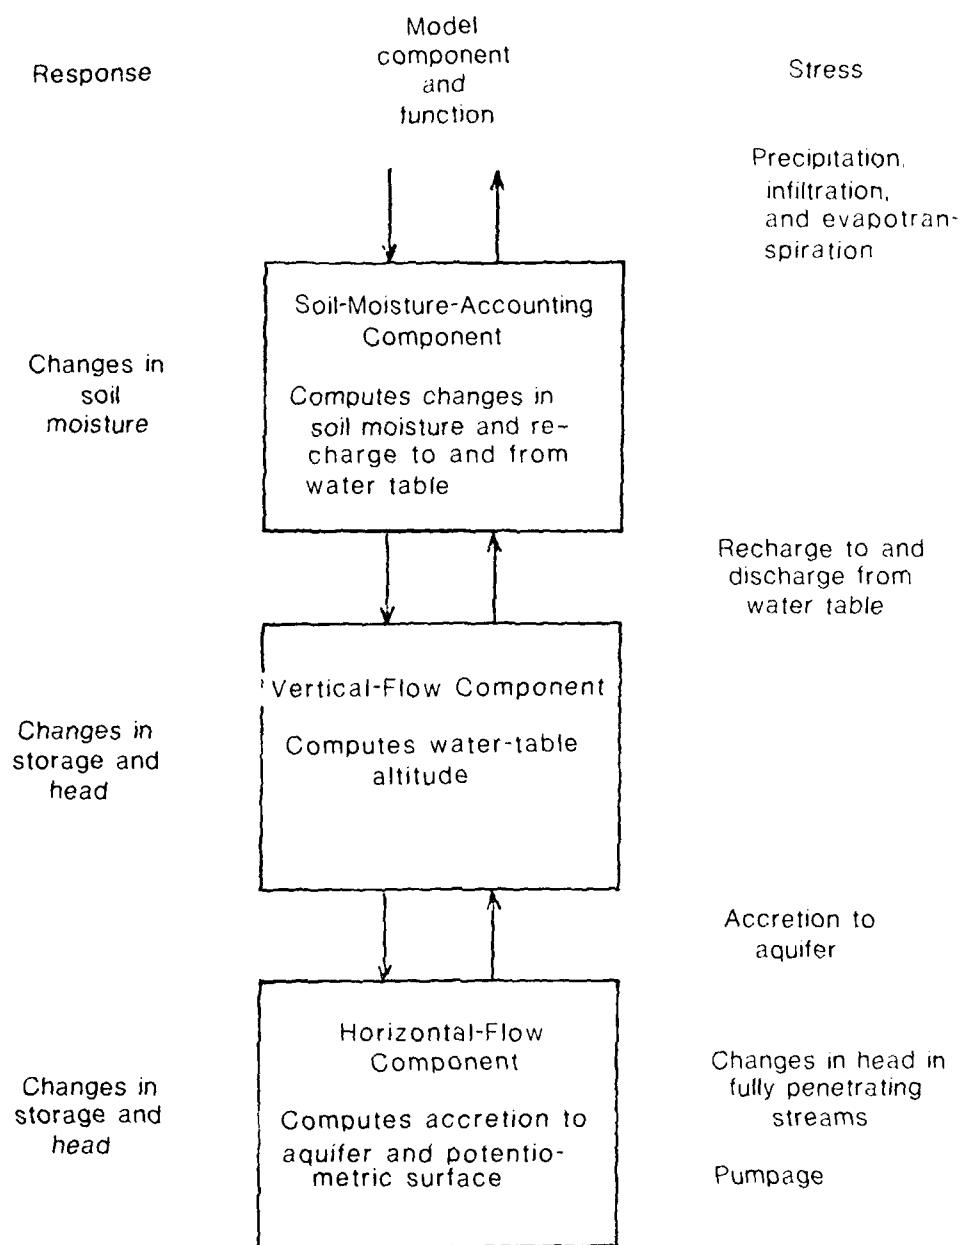 Response
Model
component
and
function
Stress
Precipitation,
infiltration,
and evapotran-
spiration
Soil-Moisture-Accounting
Component
Computes changes in
soil moisture and re-
charge to and from
water table
Changes in
soil
moisture
Recharge to and
discharge from
water table
Vertical-Flow Component
Computes water-table
altitude
Changes in
storage and
head
Accretion to
aquifer
Horizontal-Flow
Component
Computes accretion to
aquifer and potentio-
metric surface
Changes in
storage and
head
Changes in head in
fully penetrating
streams
Pumpage